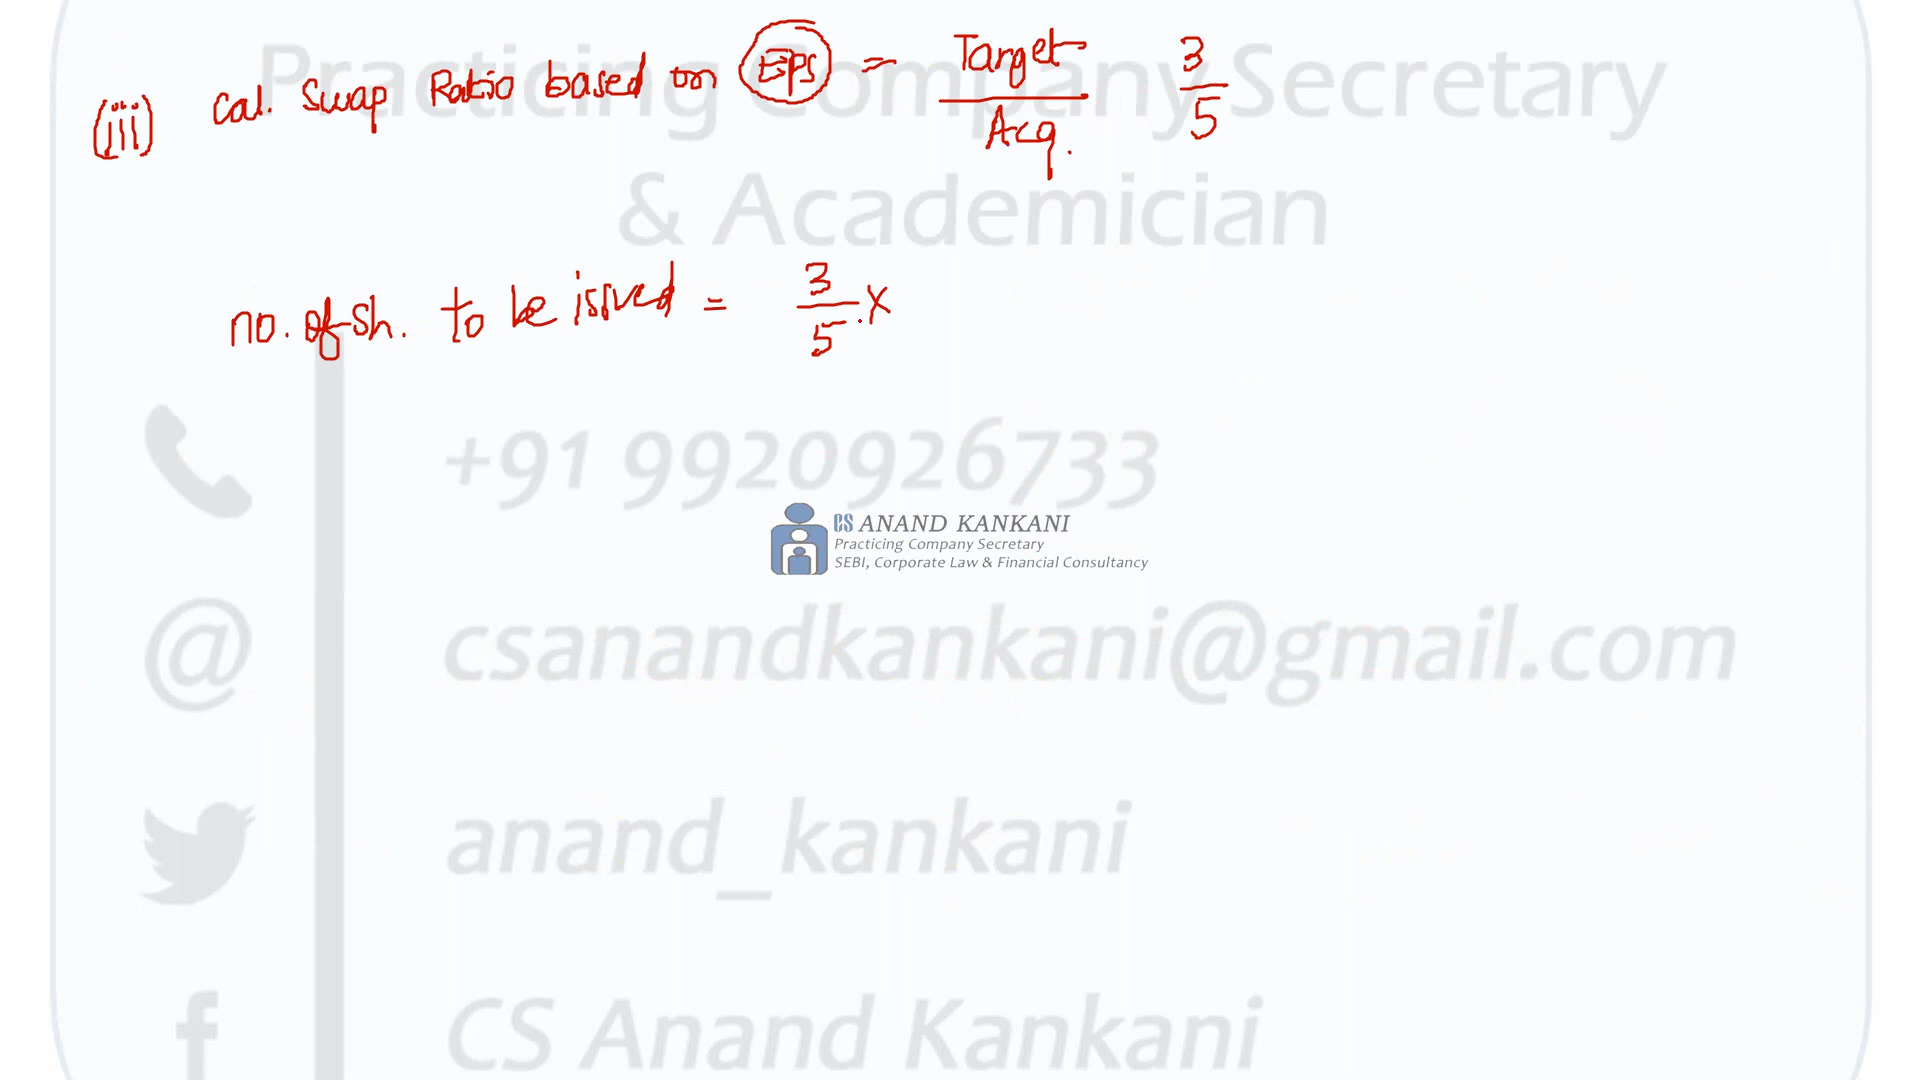 Practicing Company Secretary
(iii) Cal. Swap Ratio based on EPS = Target / Acq. 3/5
& Academician
no. of sh. to be issued = 3/5 x
+91 9920926733
CS ANAND KANKANI
Practicing Company Secretary
SEBI, Corporate Law & Financial Consultancy
@ csanandkankani@gmail.com
anand_kankani
f CS Anand Kankani